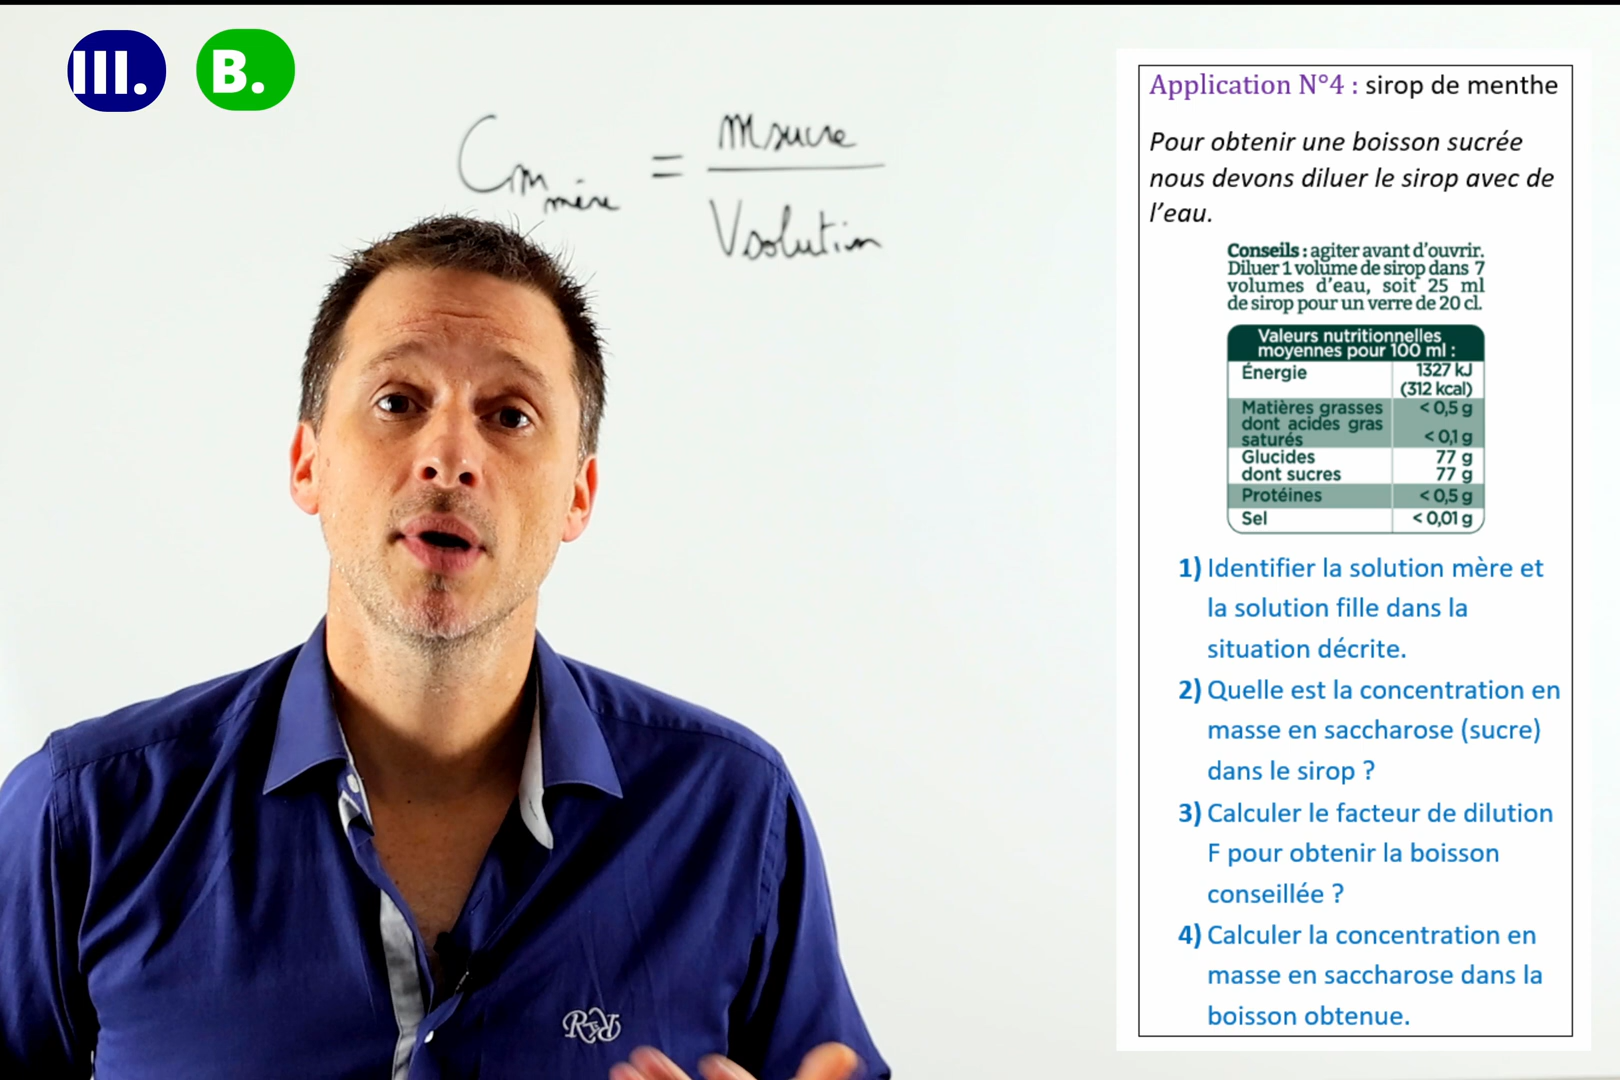 III. B.
Cm mère = msucre
Vsolution
Application N°4 : sirop de menthe
Pour obtenir une boisson sucrée
nous devons diluer le sirop avec de
l'eau.
Conseils : agiter avant d'ouvrir.
Diluer 1 volume de sirop dans 7
volumes d'eau, soit 25 ml
de sirop pour un verre de 20 cl.
Valeurs nutritionnelles
moyennes pour 100 ml :
Énergie 1327 kJ
(312 kcal)
Matières grasses < 0,5 g
dont acides gras
saturés < 0,1 g
Glucides 77 g
dont sucres 77 g
Protéines < 0,5 g
Sel < 0,01 g
1) Identifier la solution mère et
la solution fille dans la
situation décrite.
2) Quelle est la concentration en
masse en saccharose (sucre)
dans le sirop ?
3) Calculer le facteur de dilution
F pour obtenir la boisson
conseillée ?
4) Calculer la concentration en
masse en saccharose dans la
boisson obtenue.